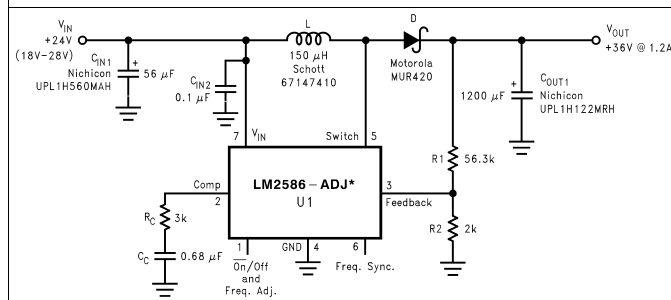 V_IN
+24V
(18V-28V)
C_IN1
Nichicon
UPL1H560MAH
+
56 μF
C_IN2
0.1 μF
L
150 μH
Schott
67147410
D
Motorola
MUR420
V_OUT
+36V @ 1.2A
1200 μF
+
C_OUT1
Nichicon
UPL1H122MRH
7
V_IN
Switch
5
R1
56.3k
LM2586-ADJ*
U1
Comp
2
3
Feedback
R_C
3k
C_C
0.68 μF
R2
2k
1
GND
4
6
On/Off
and
Freq. Adj.
Freq. Sync.